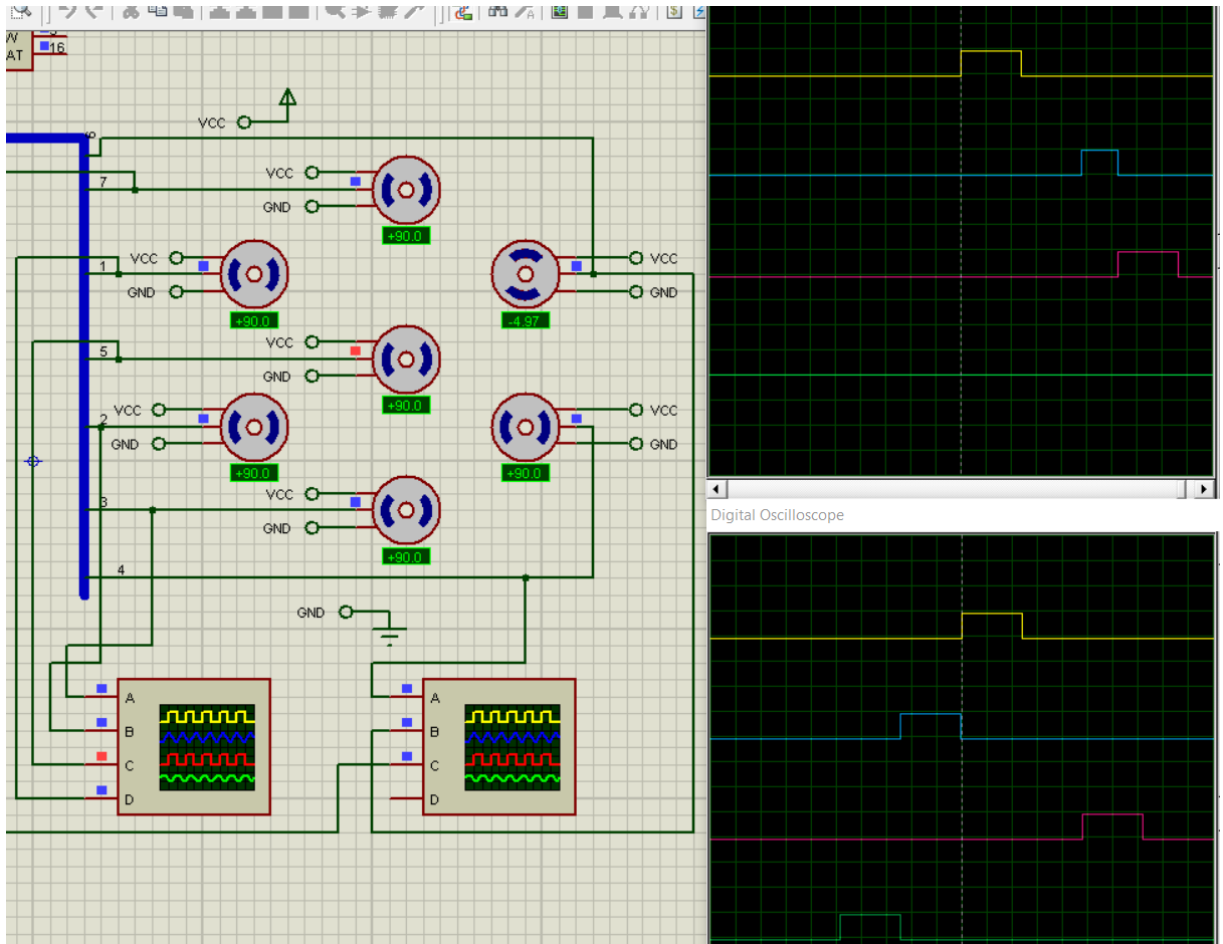 AT
16
VCC
6
VCC
7
GND
+90.0
VCC
1
GND
+90.0
VCC
GND
-4.97
VCC
5
GND
+90.0
VCC
2
GND
+90.0
VCC
GND
+90.0
VCC
3
GND
+90.0
4
GND
A
B
C
D
A
B
C
D
Digital Oscilloscope